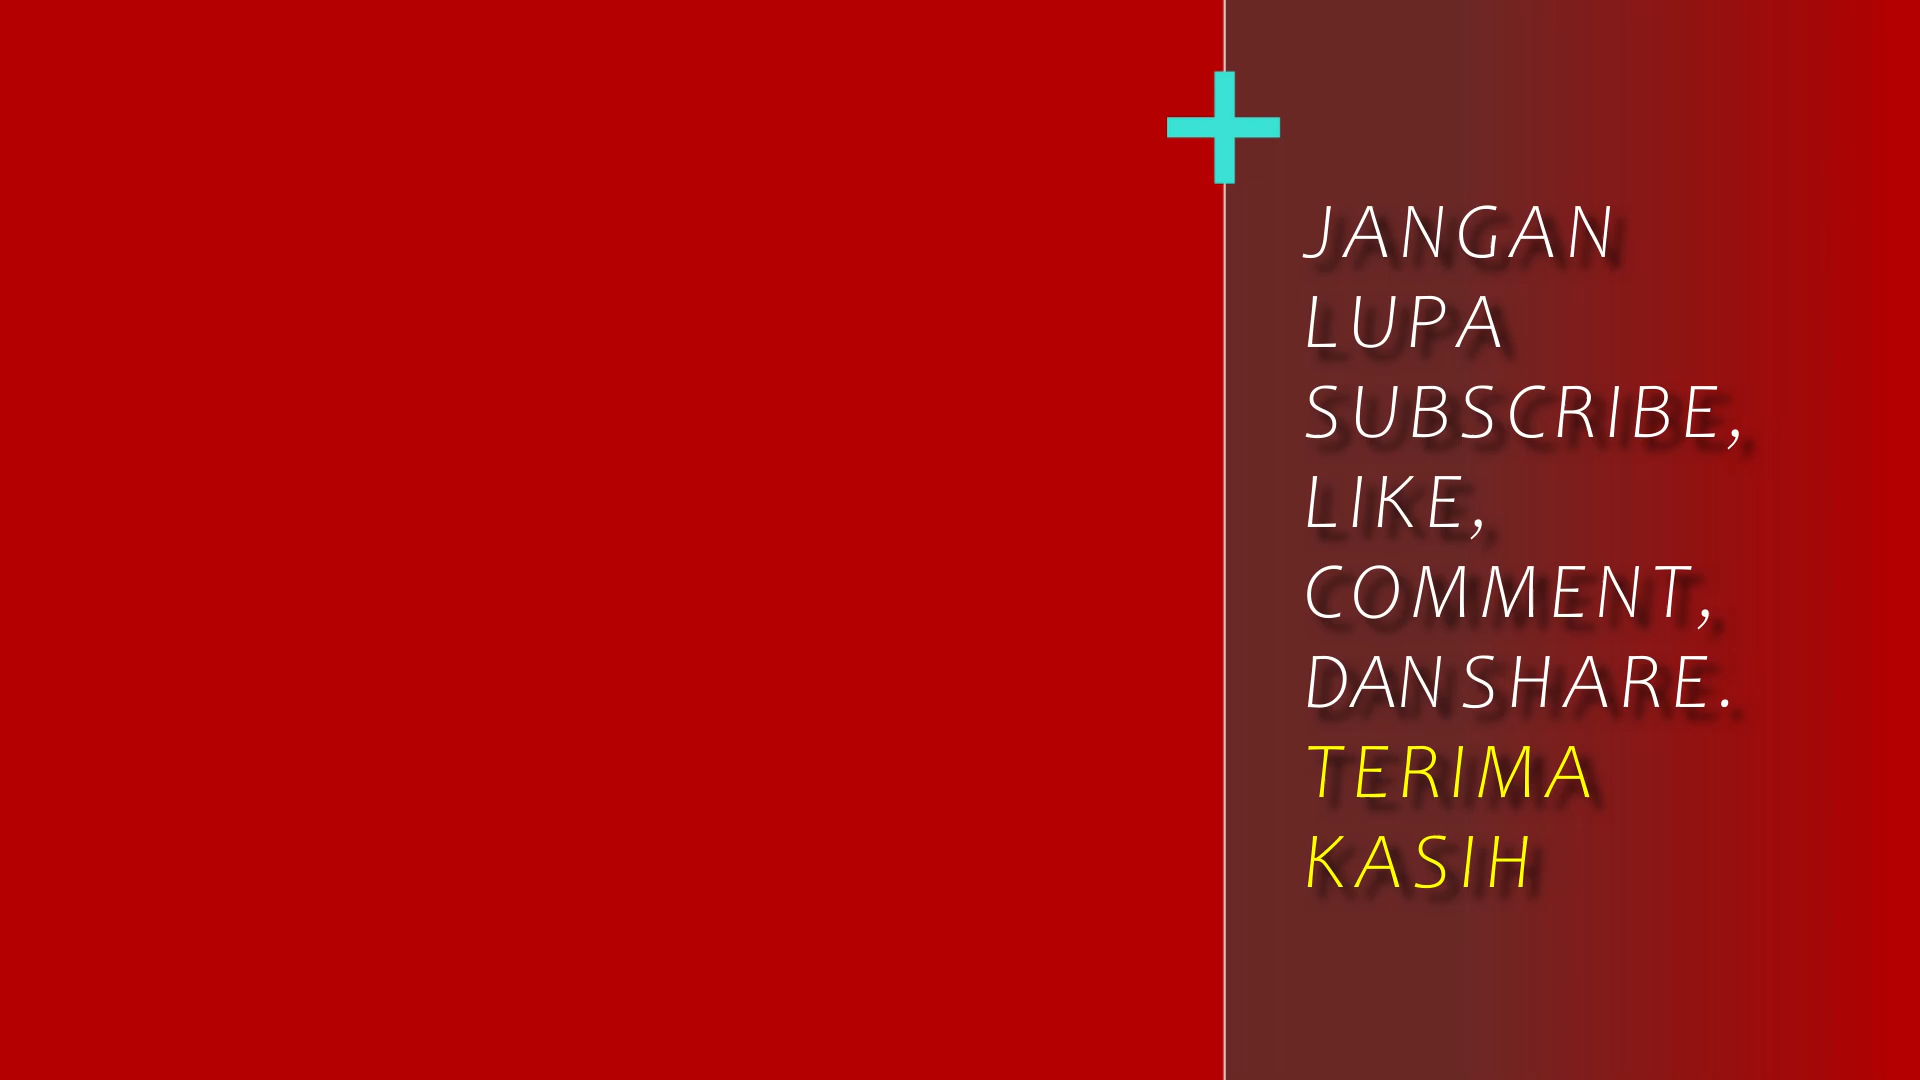 JANGAN
LUPA
SUBSCRIBE,
LIKE,
COMMENT,
DAN SHARE.
TERIMA
KASIH